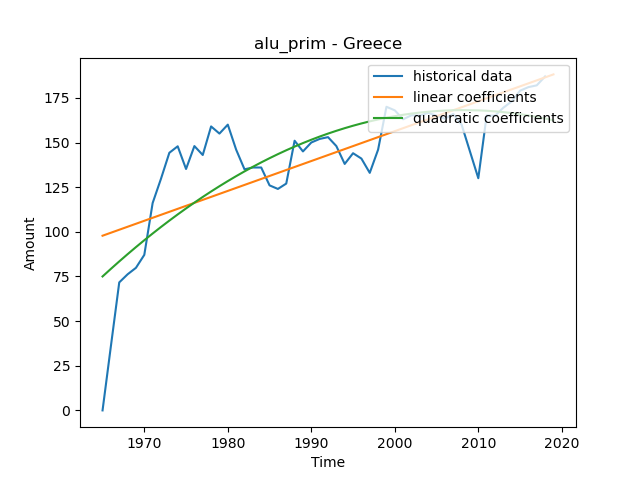 alu_prim - Greece
historical data
linear coefficients
quadratic coefficients
Amount
175
150
125
100
75
50
25
0
1970
1980
1990
2000
2010
2020
Time